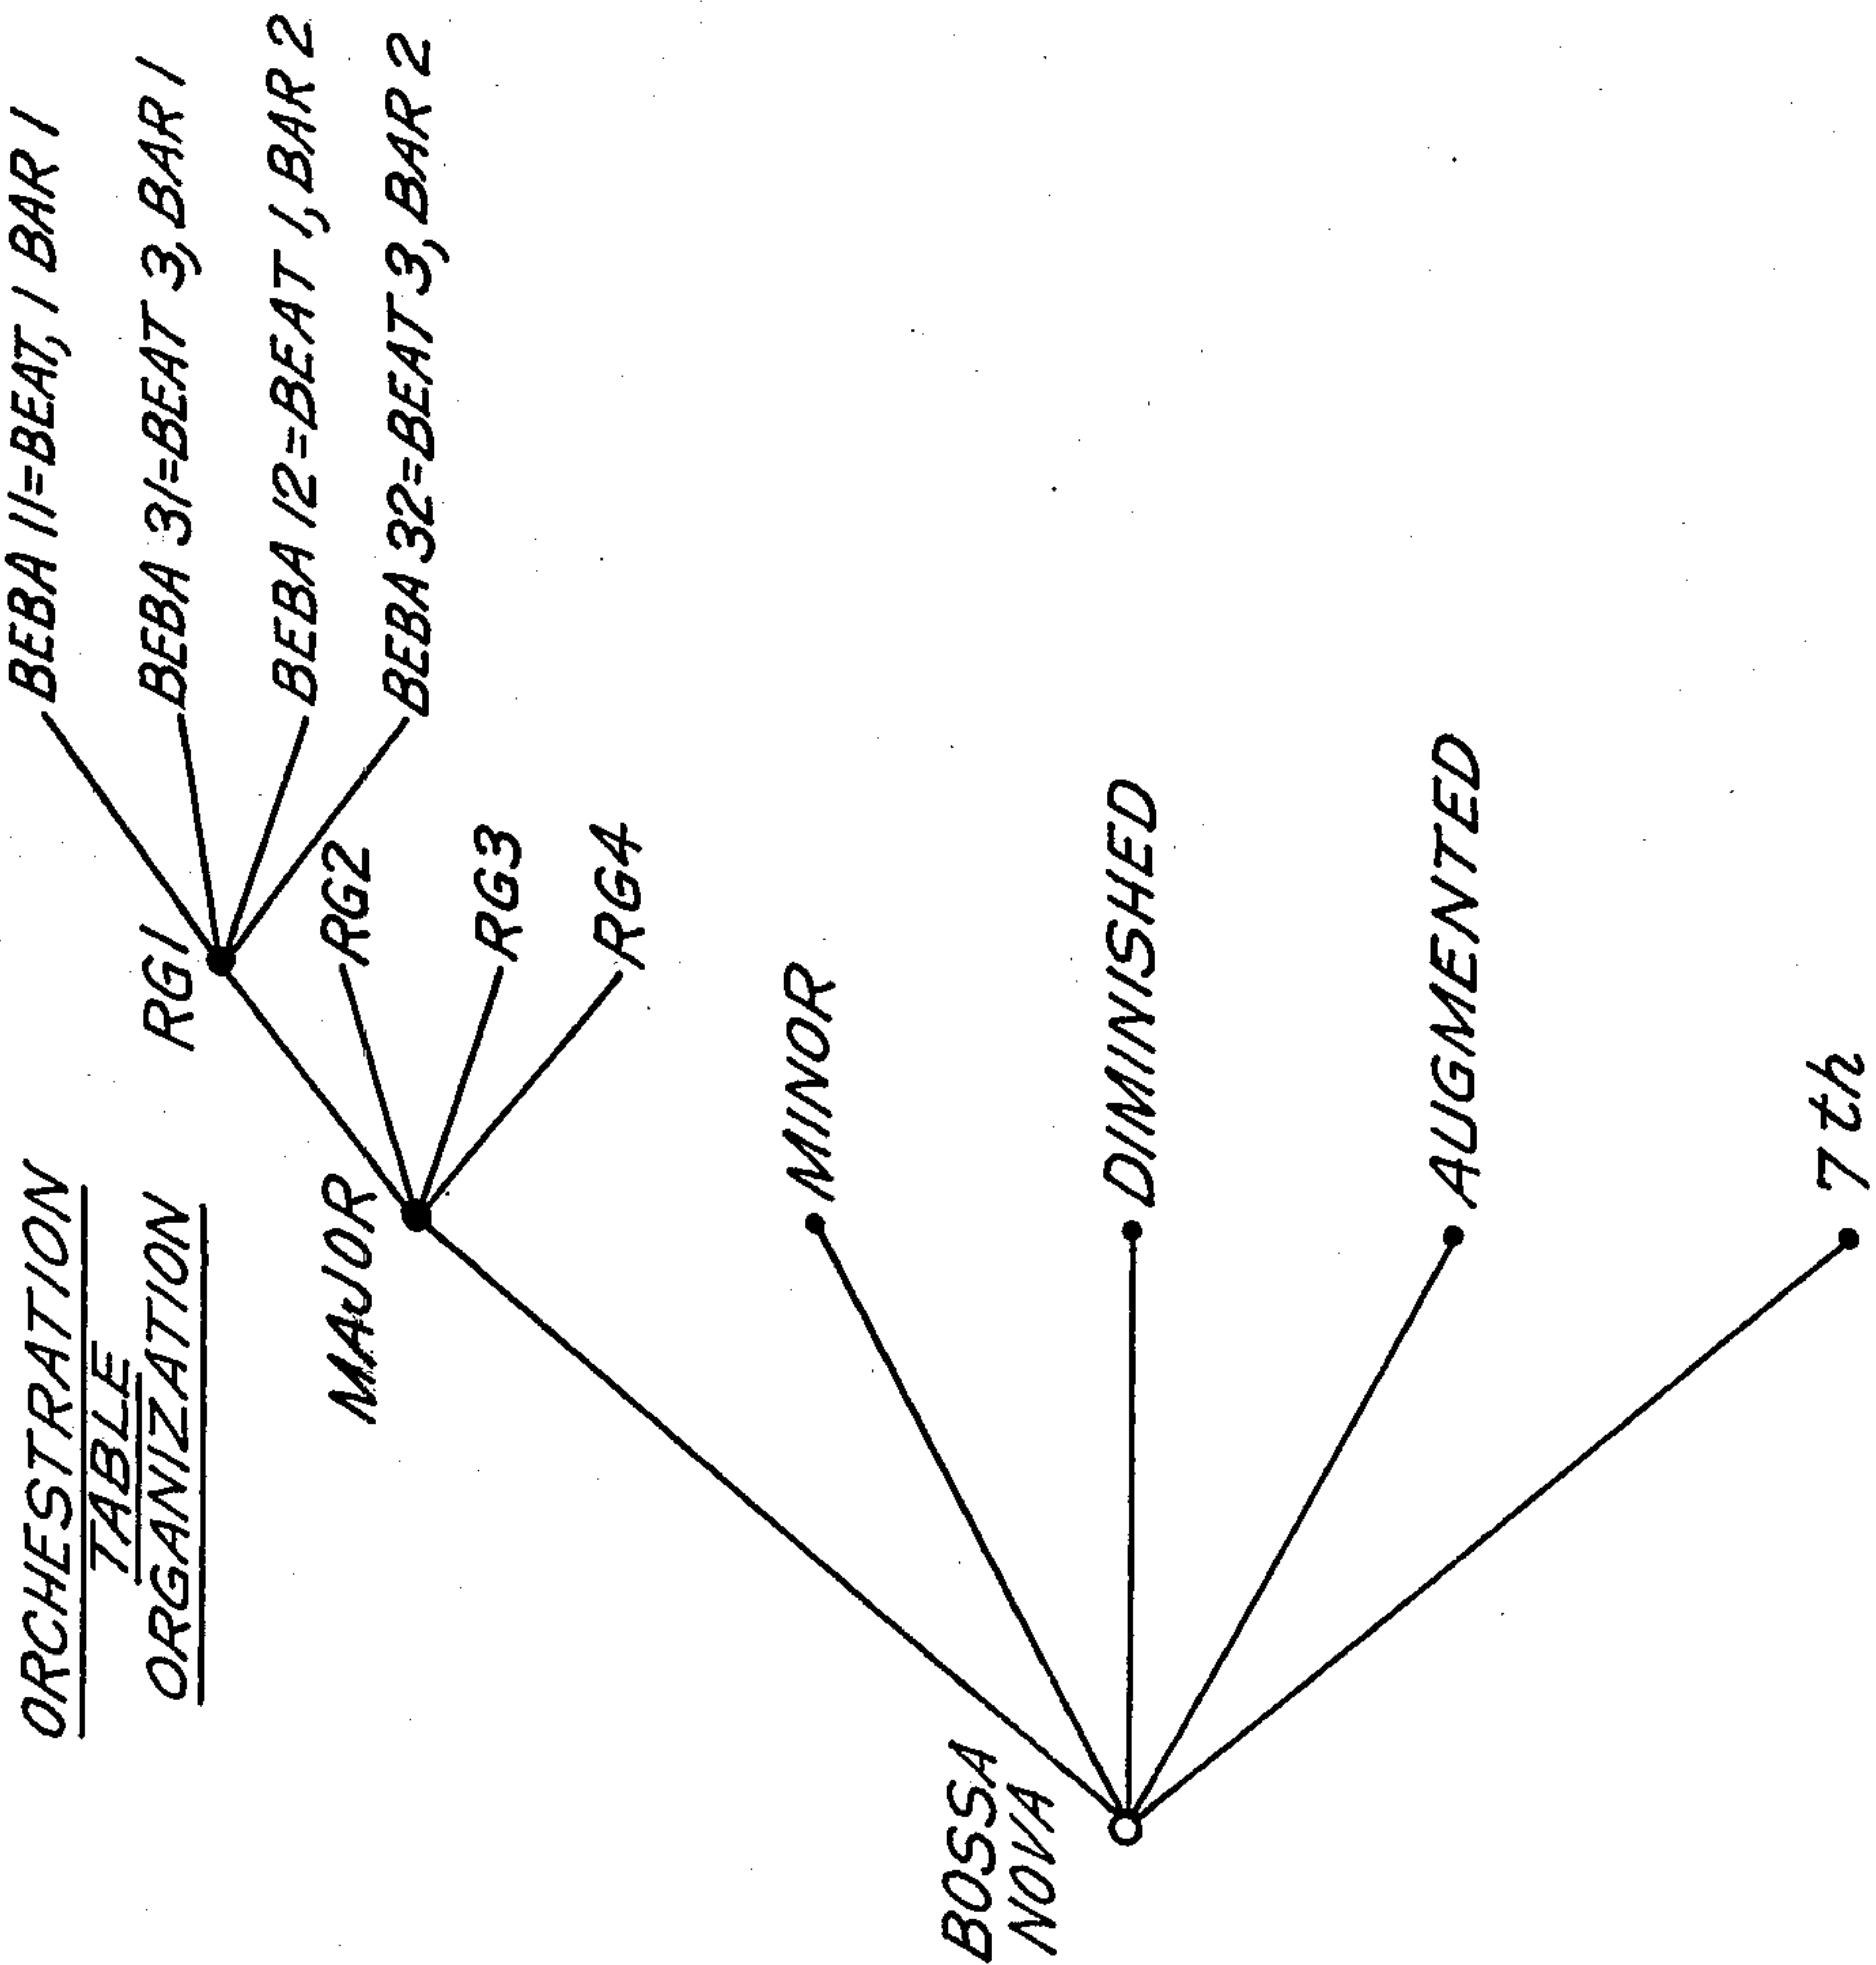 ORCHESTRATION
TABLE
ORGANIZATION
BEBA 11=BEAT, 1 BAR 1
RG1
BEBA 31=BEAT 3, BAR 1
BEBA 12=BEAT 1, BAR 2
BEBA 32=BEAT 3, BAR 2
MAJOR
RG2
RG3
RG4
MINOR
BOSSA
NOVA
DIMINISHED
AUGMENTED
7th